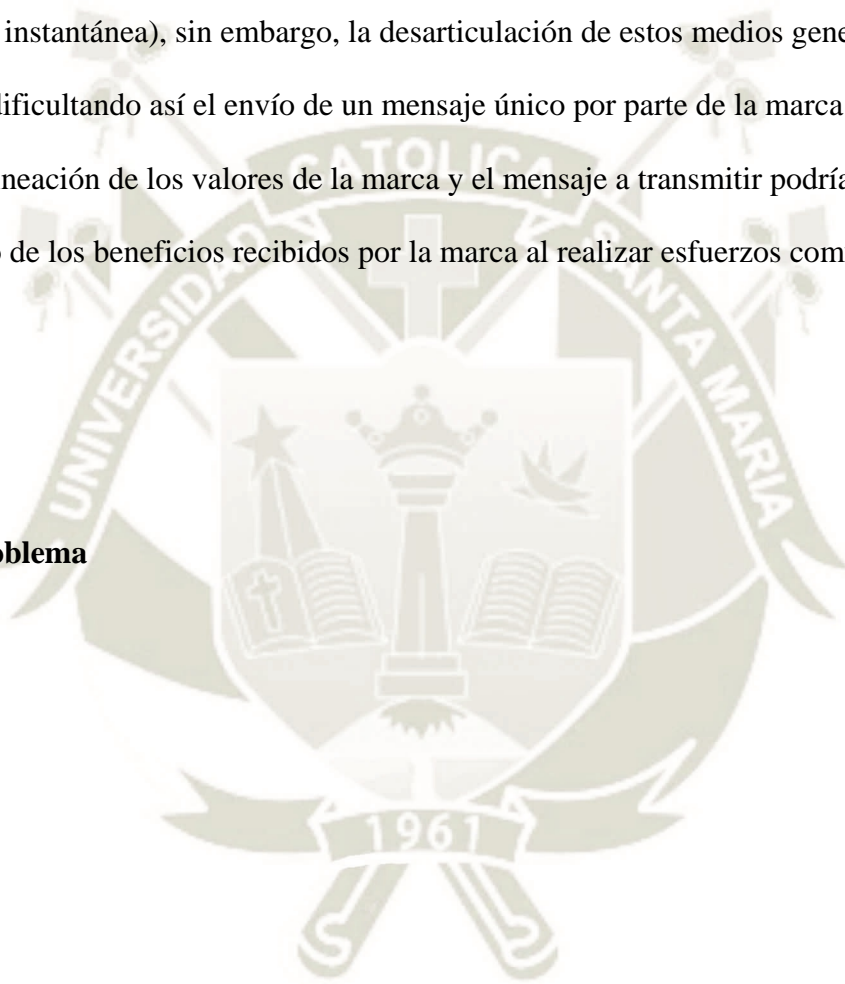 instantánea), sin embargo, la desarticulación de estos medios gene
dificultando así el envío de un mensaje único por parte de la marca
neación de los valores de la marca y el mensaje a transmitir podría
de los beneficios recibidos por la marca al realizar esfuerzos com
UNIVERSIDAD CATOLICA SANTA MARIA
oblema
1961